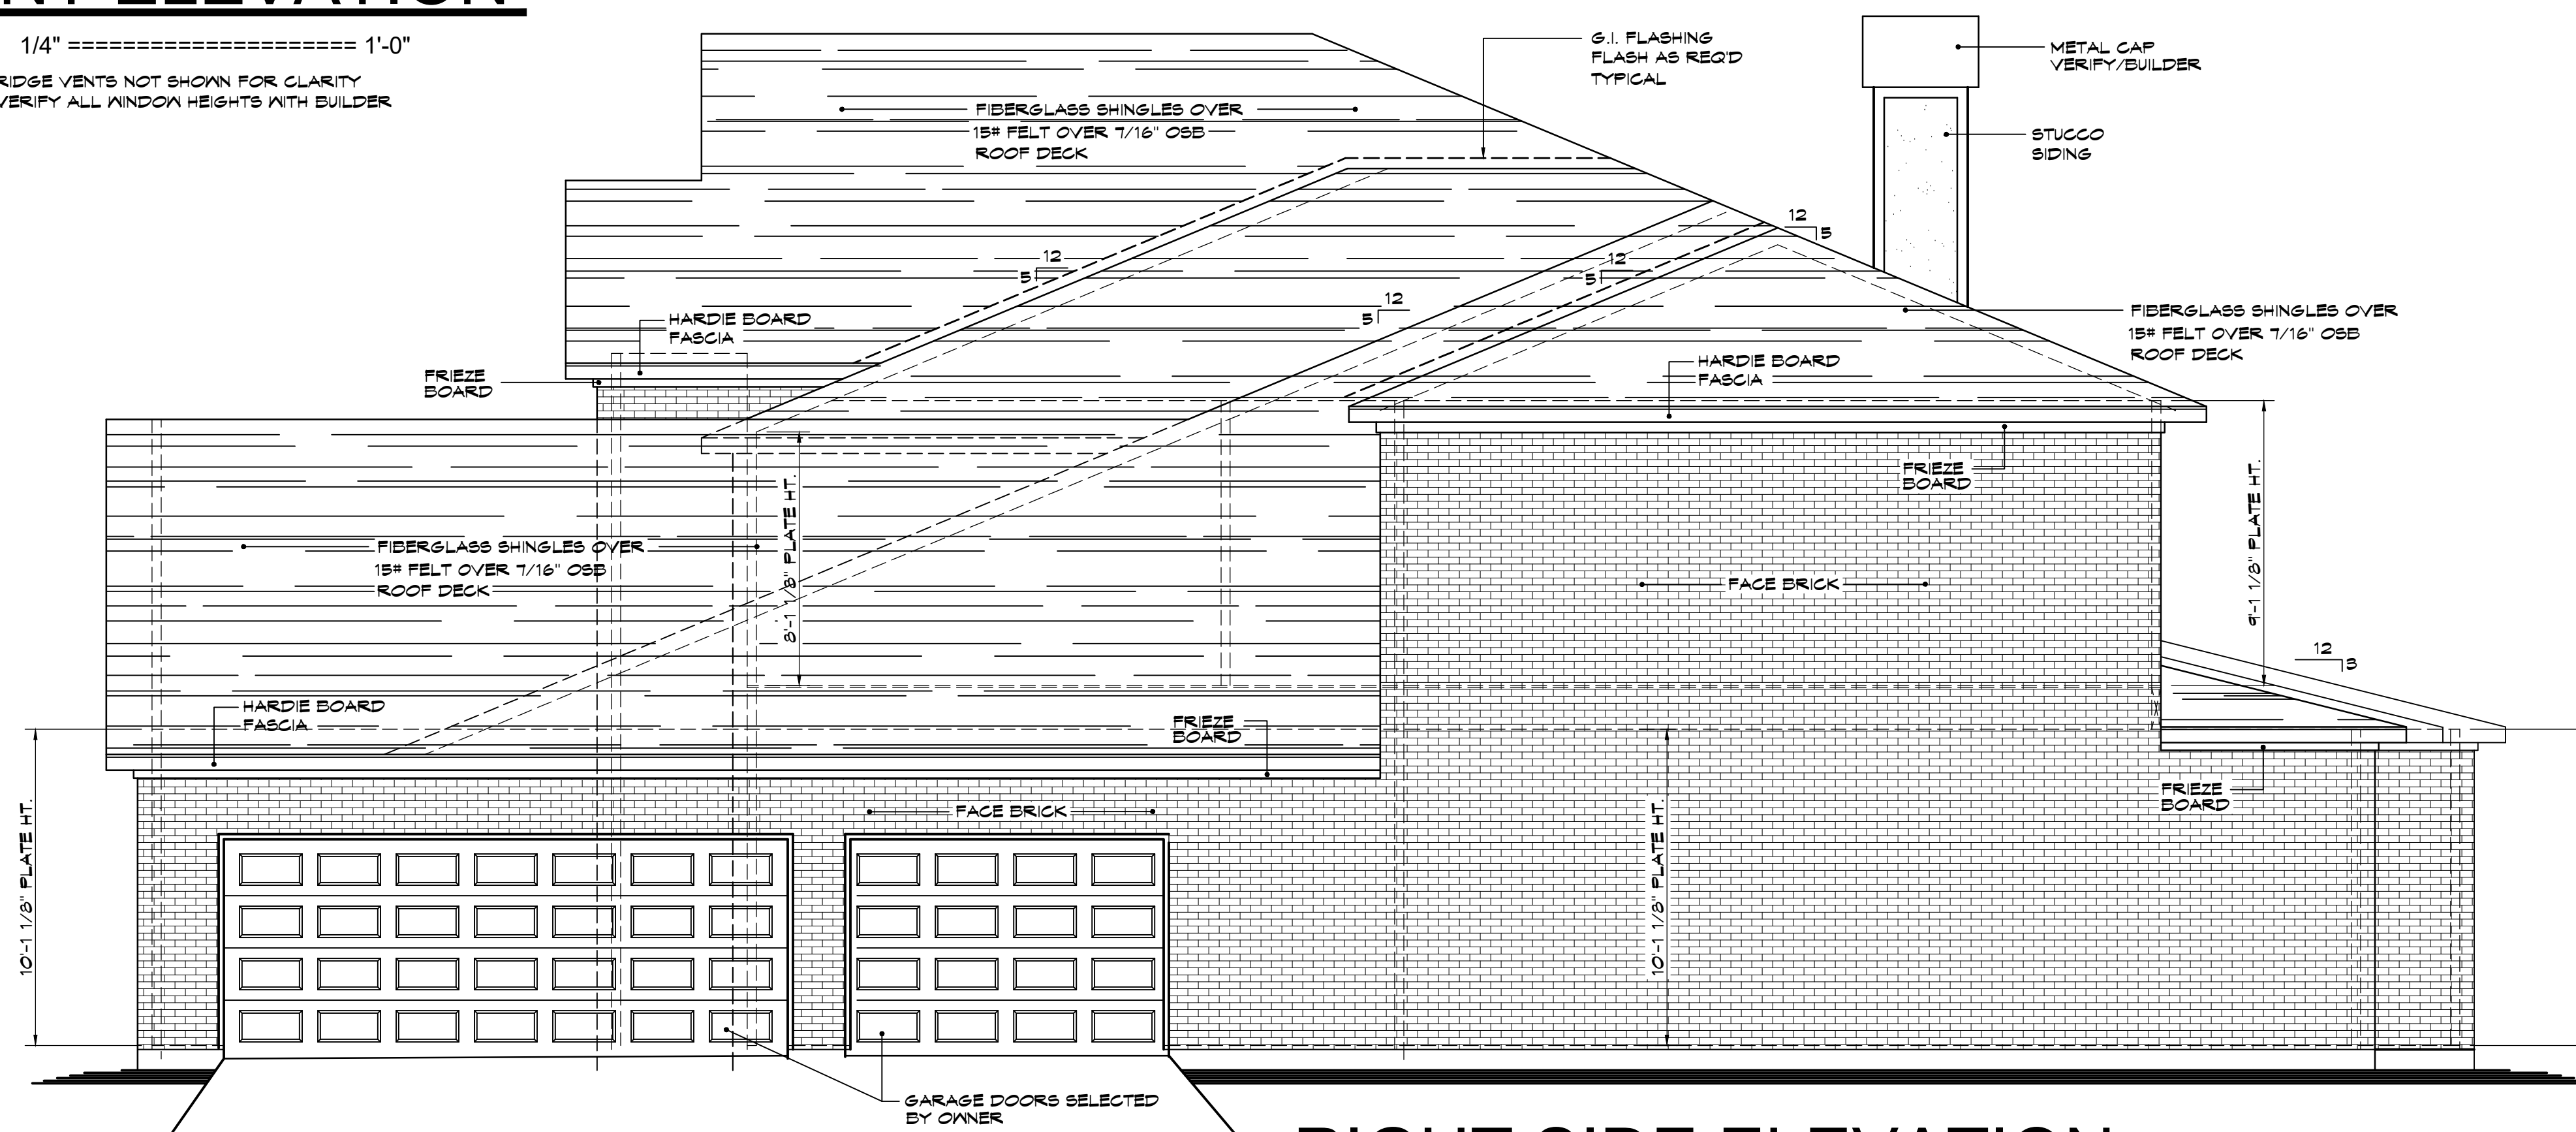 1/4" ===================== 1'-0"
RIDGE VENTS NOT SHOWN FOR CLARITY
VERIFY ALL WINDOW HEIGHTS WITH BUILDER
G.I. FLASHING
FLASH AS REQ'D
TYPICAL
METAL CAP
VERIFY/BUILDER
FIBERGLASS SHINGLES OVER
15# FELT OVER 7/16" OSB
ROOF DECK
STUCCO
SIDING
12
5
12
5
12
5
12
5
HARDIE BOARD
FASCIA
FRIEZE
BOARD
FIBERGLASS SHINGLES OVER
15# FELT OVER 7/16" OSB
ROOF DECK
HARDIE BOARD
FASCIA
FRIEZE
BOARD
8'-1 1/8" PLATE HT.
9'-1 1/8" PLATE HT.
FIBERGLASS SHINGLES OVER
15# FELT OVER 7/16" OSB
ROOF DECK
FACE BRICK
12
3
HARDIE BOARD
FASCIA
FRIEZE
BOARD
FRIEZE
BOARD
10'-1 1/8" PLATE HT.
FACE BRICK
10'-1 1/8" PLATE HT.
GARAGE DOORS SELECTED
BY OWNER
RIGHT SIDE ELEVATION